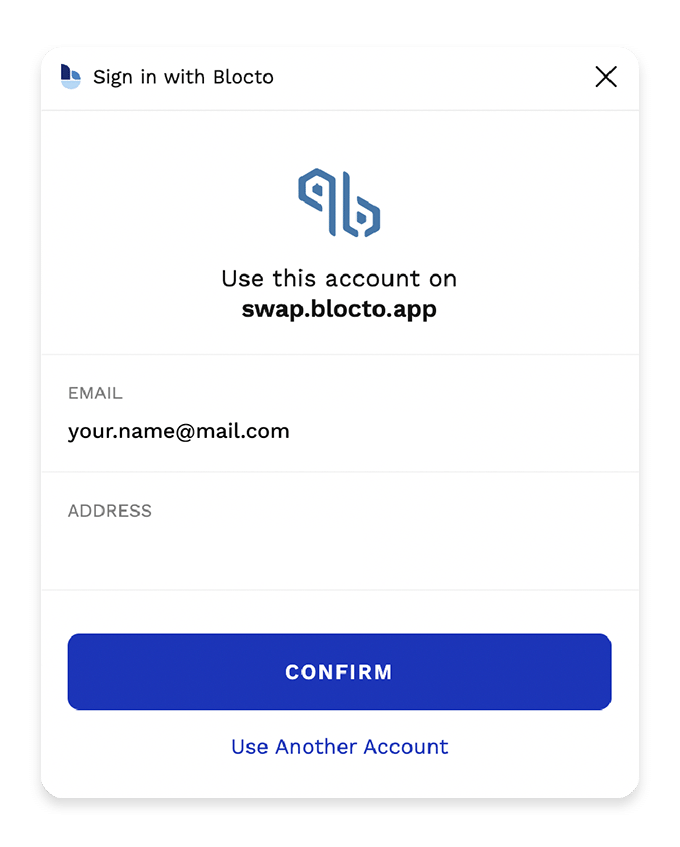 Sign in with Blocto
Use this account on
swap.blocto.app
EMAIL
your.name@mail.com
ADDRESS
CONFIRM
Use Another Account